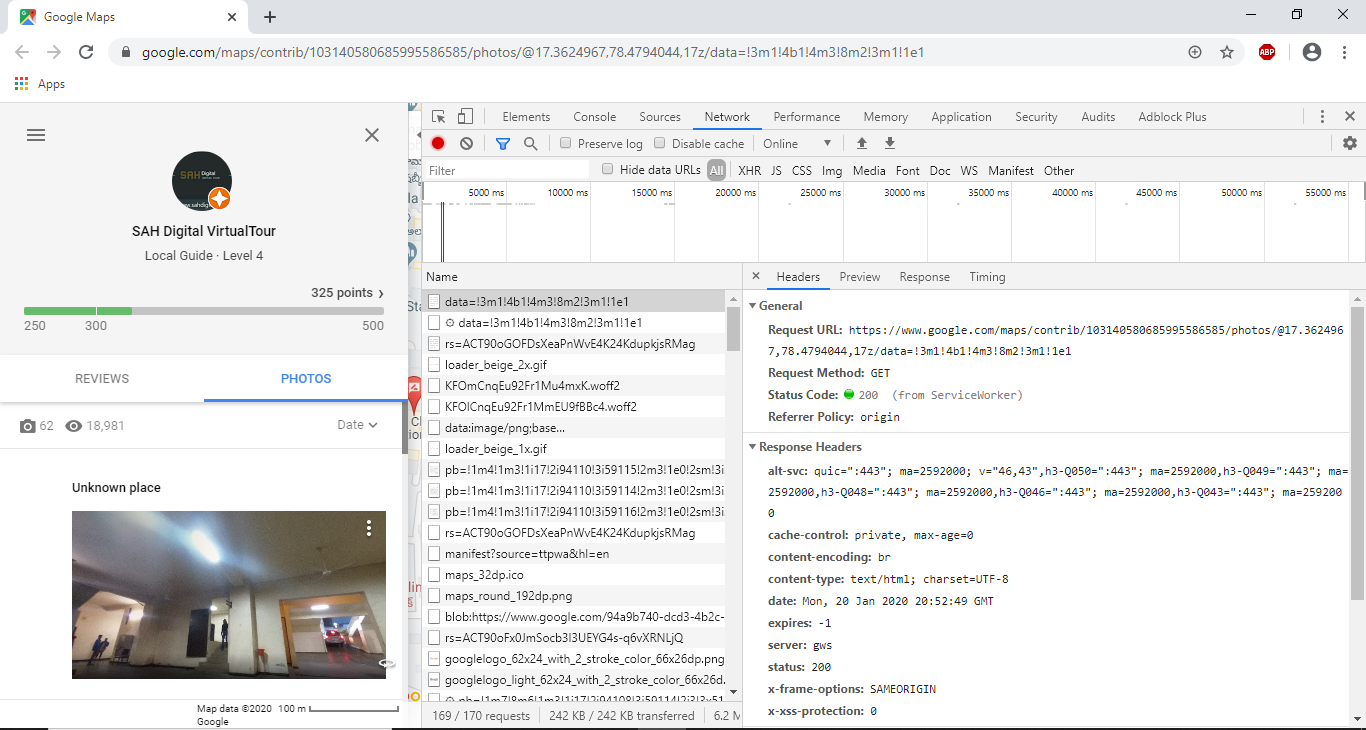 Google Maps
google.com/maps/contrib/103140580685995586585/photos/@17.3624967,78.4794044,17z/data=!3m1!4b1!4m3!8m2!3m1!1e1
ABP
Apps
SAH Digital
SAH Digital VirtualTour
Local Guide · Level 4
325 points ›
250 300 500
REVIEWS PHOTOS
62 18,981 Date
Unknown place
Map data ©2020 Google 100 m
Elements Console Sources Network Performance Memory Application Security Audits Adblock Plus
Preserve log Disable cache Online
Filter Hide data URLs All XHR JS CSS Img Media Font Doc WS Manifest Other
5000 ms 10000 ms 15000 ms 20000 ms 25000 ms 30000 ms 35000 ms 40000 ms 45000 ms 50000 ms 55000 ms
Name
data=!3m1!4b1!4m3!8m2!3m1!1e1
data=!3m1!4b1!4m3!8m2!3m1!1e1
rs=ACT90oGOFDsXeaPnWvE4K24KdupkjsRMag
loader_beige_2x.gif
KFOmCnqEu92Fr1Mu4mxK.woff2
KFOlCnqEu92Fr1MmEU9fBBc4.woff2
data:image/png;base...
loader_beige_1x.gif
pb=!1m4!1m3!1i17!2i94110!3i59115!2m3!1e0!2sm!3i
pb=!1m4!1m3!1i17!2i94110!3i59114!2m3!1e0!2sm!3i
pb=!1m4!1m3!1i17!2i94110!3i59116!2m3!1e0!2sm!3i
rs=ACT90oGOFDsXeaPnWvE4K24KdupkjsRMag
manifest?source=ttpwa&hl=en
maps_32dp.ico
maps_round_192dp.png
blob:https://www.google.com/94a9b740-dcd3-4b2c-
rs=ACT90oFx0JmSocb3I3UEYG4s-q6vXRNLjQ
googlelogo_62x24_with_2_stroke_color_66x26dp.png
googlelogo_light_62x24_with_2_stroke_color_66x26d.
169 / 170 requests 242 KB / 242 KB transferred 6.2 M
Headers Preview Response Timing
General
Request URL: https://www.google.com/maps/contrib/103140580685995586585/photos/@17.362496
7,78.4794044,17z/data=!3m1!4b1!4m3!8m2!3m1!1e1
Request Method: GET
Status Code: 200 (from ServiceWorker)
Referrer Policy: origin
Response Headers
alt-svc: quic=":443"; ma=2592000; v="46,43",h3-Q050=":443"; ma=2592000,h3-Q049=":443"; ma=
2592000,h3-Q048=":443"; ma=2592000,h3-Q046=":443"; ma=2592000,h3-Q043=":443"; ma=259200
0
cache-control: private, max-age=0
content-encoding: br
content-type: text/html; charset=UTF-8
date: Mon, 20 Jan 2020 20:52:49 GMT
expires: -1
server: gws
status: 200
x-frame-options: SAMEORIGIN
x-xss-protection: 0